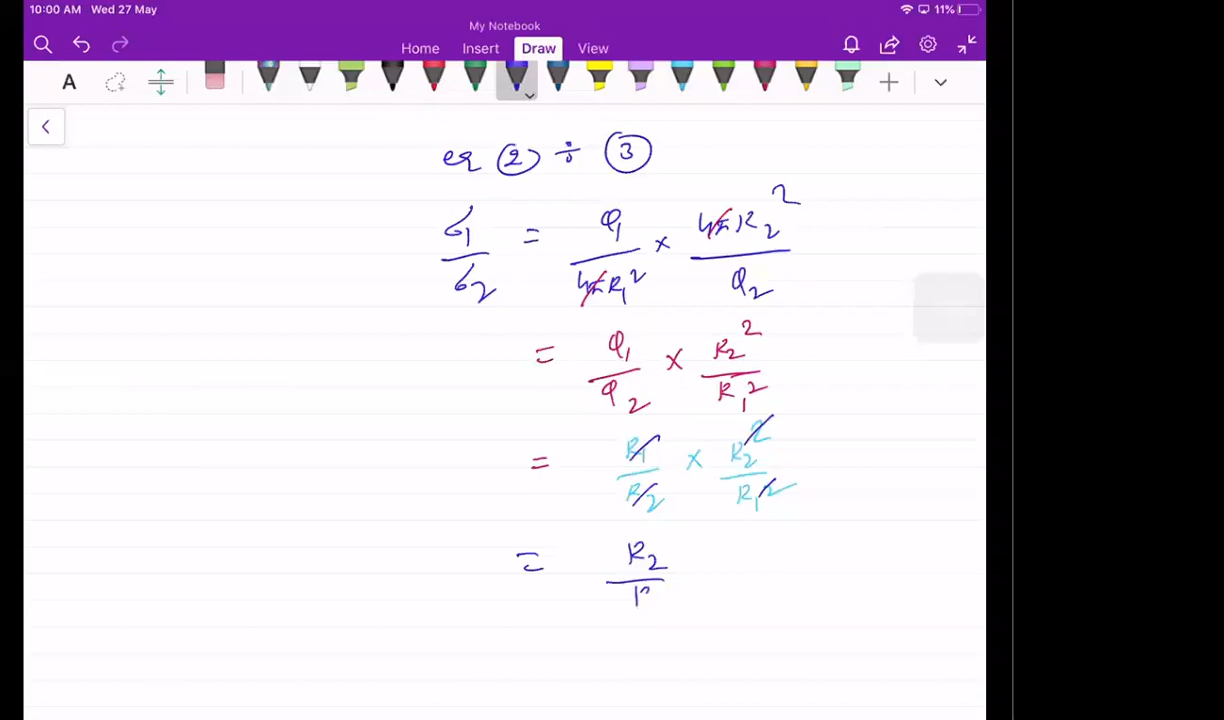 10:00 AM Wed 27 May 11%
My Notebook
Home Insert Draw View
A
eq ② ÷ ③
σ1/σ2 = Q1/4πR1² × 4πR2²/Q2
= Q1/Q2 × R2²/R1²
= R1/R2 × R2²/R1²
= R2/R